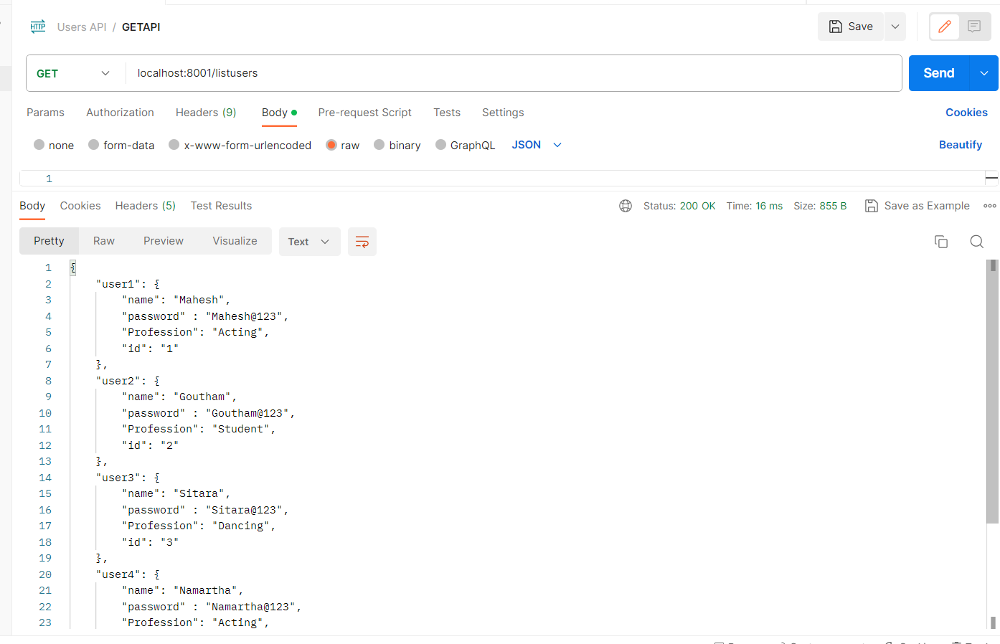 HTTP Users API / GETAPI Save
GET localhost:8001/listusers Send
Params Authorization Headers (9) Body Pre-request Script Tests Settings Cookies
none form-data x-www-form-urlencoded raw binary GraphQL JSON Beautify
1
Body Cookies Headers (5) Test Results Status: 200 OK Time: 16 ms Size: 855 B Save as Example
Pretty Raw Preview Visualize Text
1 {
2 "user1": {
3 "name": "Mahesh",
4 "password" : "Mahesh@123",
5 "Profession": "Acting",
6 "id": "1"
7 },
8 "user2": {
9 "name": "Goutham",
10 "password" : "Goutham@123",
11 "Profession": "Student",
12 "id": "2"
13 },
14 "user3": {
15 "name": "Sitara",
16 "password" : "Sitara@123",
17 "Profession": "Dancing",
18 "id": "3"
19 },
20 "user4": {
21 "name": "Namartha",
22 "password" : "Namartha@123",
23 "Profession": "Acting",